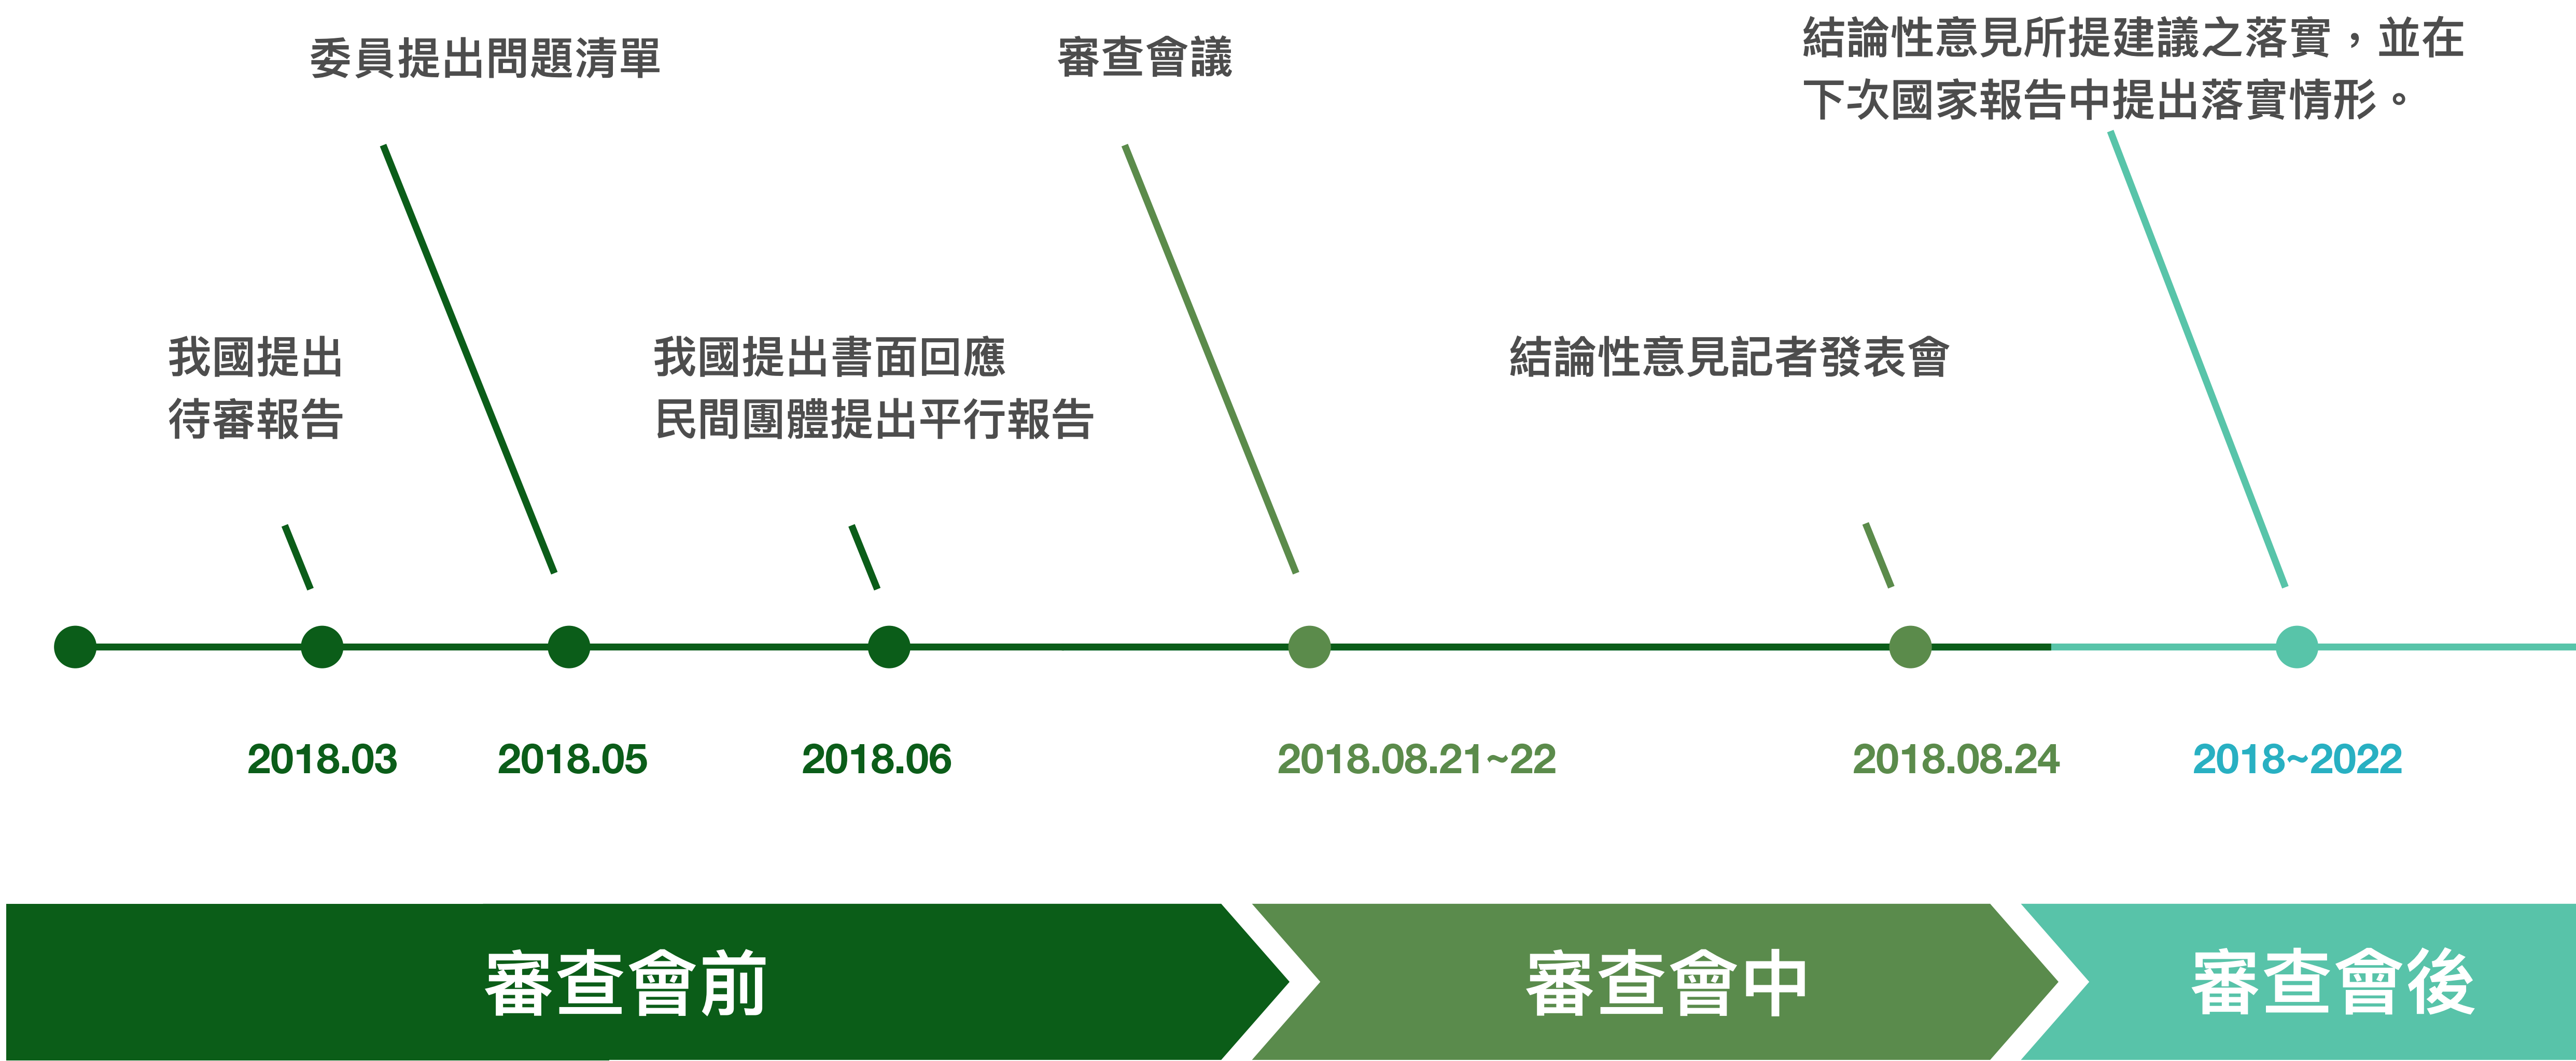 委員提出問題清單
審查會議
結論性意見所提建議之落實，並在
下次國家報告中提出落實情形。
我國提出
待審報告
我國提出書面回應
民間團體提出平行報告
結論性意見記者發表會
2018.03
2018.05
2018.06
2018.08.21~22
2018.08.24
2018~2022
審查會前
審查會中
審查會後